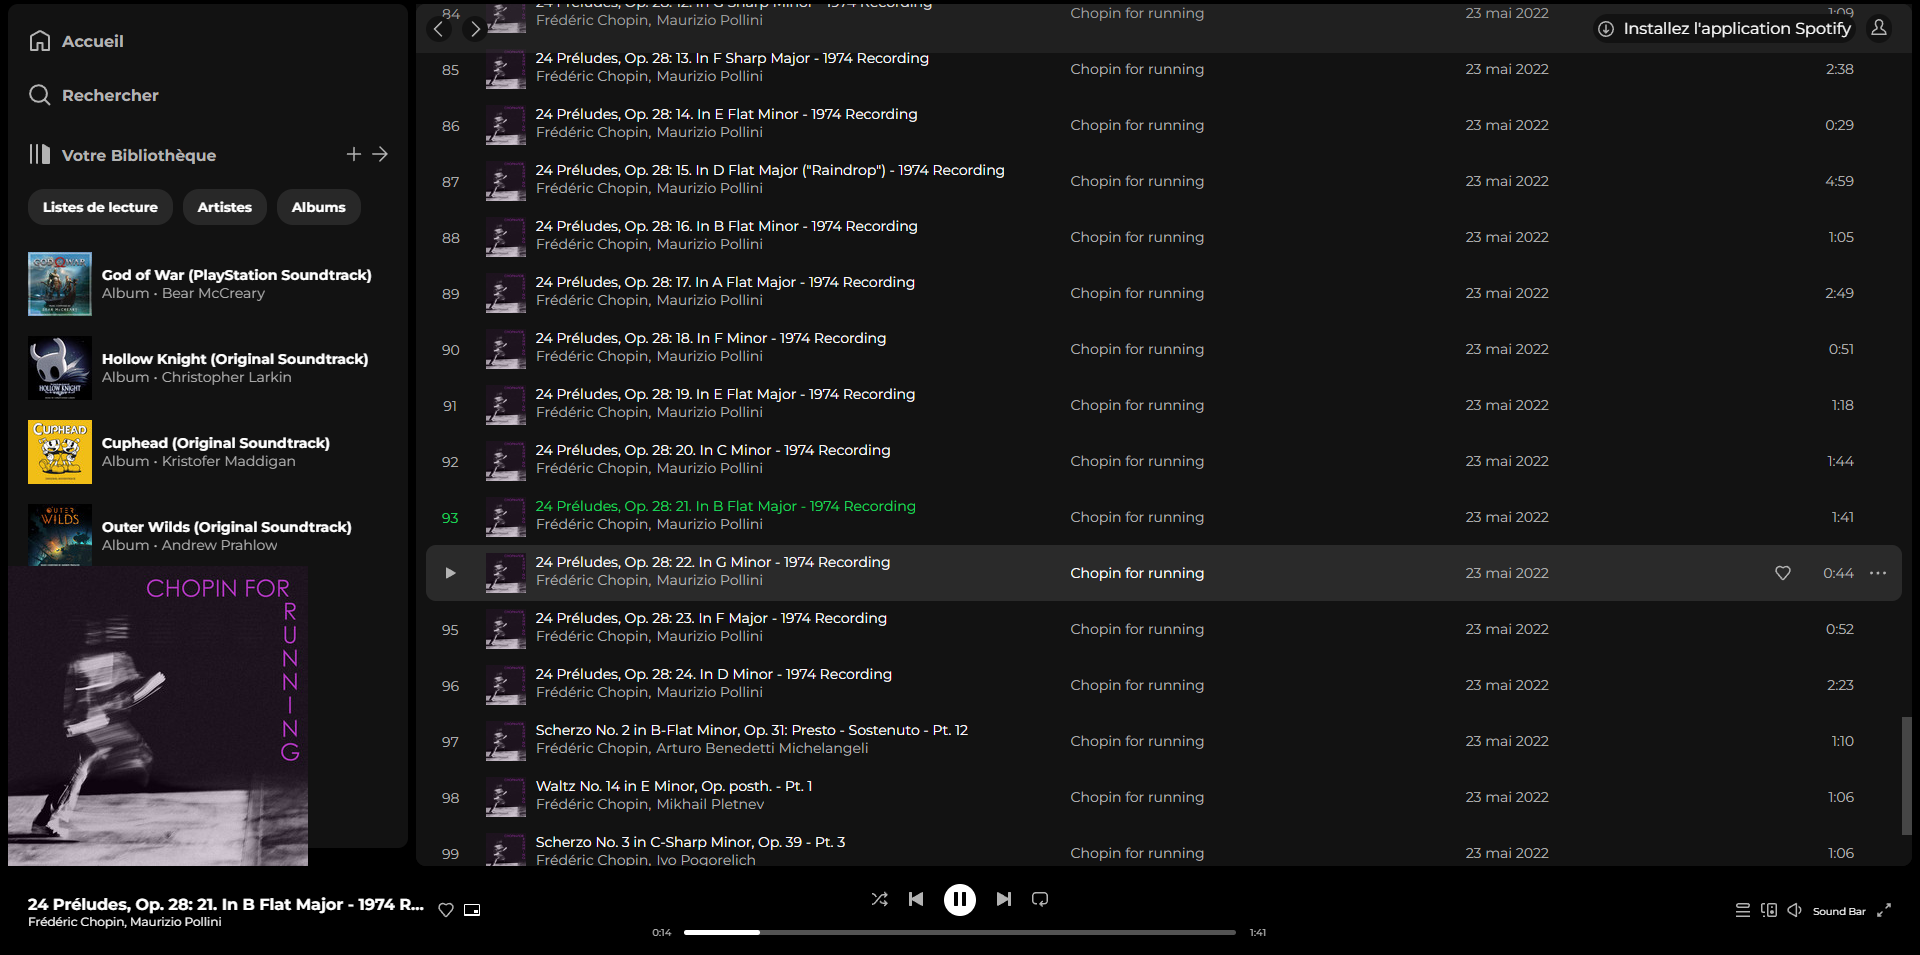 Accueil
Rechercher
Votre Bibliothèque
Listes de lecture
Artistes
Albums
God of War (PlayStation Soundtrack)
Album • Bear McCreary
Hollow Knight (Original Soundtrack)
Album • Christopher Larkin
Cuphead (Original Soundtrack)
Album • Kristofer Maddigan
Outer Wilds (Original Soundtrack)
Album • Andrew Prahlow
CHOPIN FOR
RUNNING
Installez l'application Spotify
84 24 Préludes, Op. 28: 12. In G Sharp Minor - 1974 Recording
Frédéric Chopin, Maurizio Pollini Chopin for running 23 mai 2022 1:09
24 Préludes, Op. 28: 13. In F Sharp Major - 1974 Recording
85 Frédéric Chopin, Maurizio Pollini Chopin for running 23 mai 2022 2:38
24 Préludes, Op. 28: 14. In E Flat Minor - 1974 Recording
86 Frédéric Chopin, Maurizio Pollini Chopin for running 23 mai 2022 0:29
24 Préludes, Op. 28: 15. In D Flat Major ("Raindrop") - 1974 Recording
87 Frédéric Chopin, Maurizio Pollini Chopin for running 23 mai 2022 4:59
24 Préludes, Op. 28: 16. In B Flat Minor - 1974 Recording
88 Frédéric Chopin, Maurizio Pollini Chopin for running 23 mai 2022 1:05
24 Préludes, Op. 28: 17. In A Flat Major - 1974 Recording
89 Frédéric Chopin, Maurizio Pollini Chopin for running 23 mai 2022 2:49
24 Préludes, Op. 28: 18. In F Minor - 1974 Recording
90 Frédéric Chopin, Maurizio Pollini Chopin for running 23 mai 2022 0:51
24 Préludes, Op. 28: 19. In E Flat Major - 1974 Recording
91 Frédéric Chopin, Maurizio Pollini Chopin for running 23 mai 2022 1:18
24 Préludes, Op. 28: 20. In C Minor - 1974 Recording
92 Frédéric Chopin, Maurizio Pollini Chopin for running 23 mai 2022 1:44
24 Préludes, Op. 28: 21. In B Flat Major - 1974 Recording
93 Frédéric Chopin, Maurizio Pollini Chopin for running 23 mai 2022 1:41
24 Préludes, Op. 28: 22. In G Minor - 1974 Recording
Frédéric Chopin, Maurizio Pollini Chopin for running 23 mai 2022 0:44
24 Préludes, Op. 28: 23. In F Major - 1974 Recording
95 Frédéric Chopin, Maurizio Pollini Chopin for running 23 mai 2022 0:52
24 Préludes, Op. 28: 24. In D Minor - 1974 Recording
96 Frédéric Chopin, Maurizio Pollini Chopin for running 23 mai 2022 2:23
Scherzo No. 2 in B-Flat Minor, Op. 31: Presto - Sostenuto - Pt. 12
97 Frédéric Chopin, Arturo Benedetti Michelangeli Chopin for running 23 mai 2022 1:10
Waltz No. 14 in E Minor, Op. posth. - Pt. 1
98 Frédéric Chopin, Mikhail Pletnev Chopin for running 23 mai 2022 1:06
Scherzo No. 3 in C-Sharp Minor, Op. 39 - Pt. 3
99 Frédéric Chopin, Ivo Pogorelich Chopin for running 23 mai 2022 1:06
24 Préludes, Op. 28: 21. In B Flat Major - 1974 R...
Frédéric Chopin, Maurizio Pollini
0:14
1:41
Sound Bar